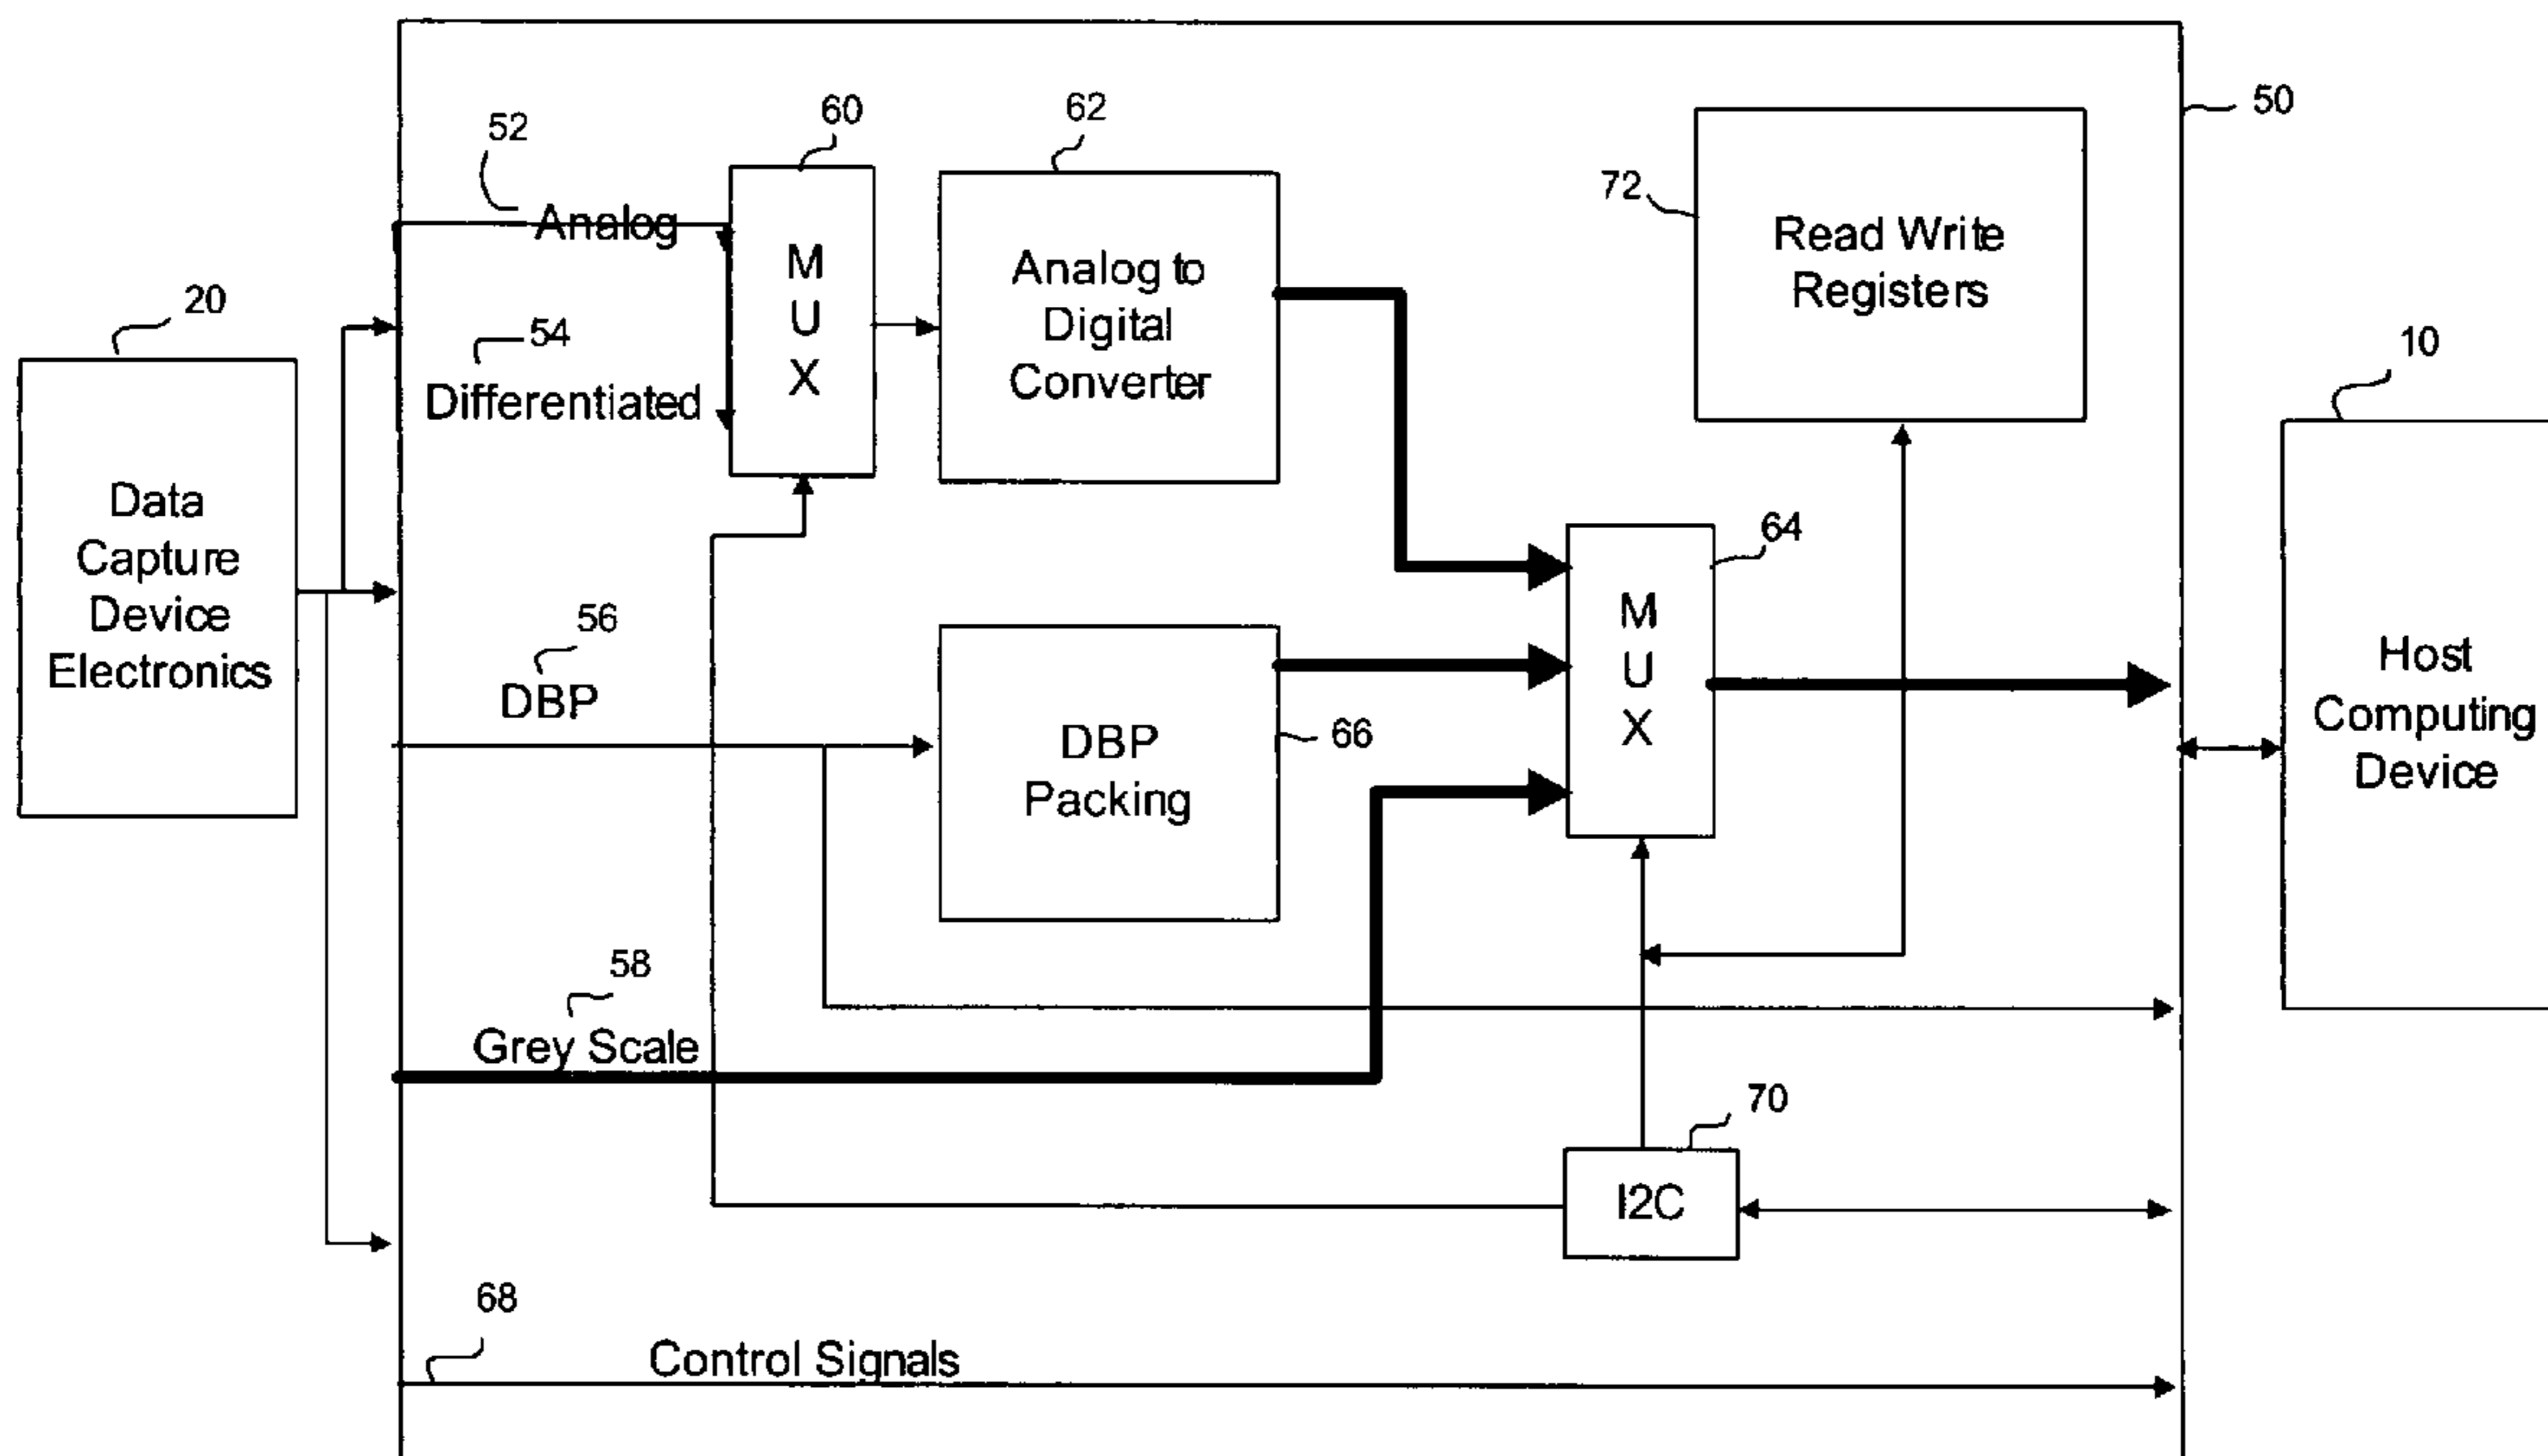 50
60
62
52
72
Analog
M
U
X
Analog to
Digital
Converter
Read Write
Registers
20
54
10
Differentiated
Data
Capture
Device
Electronics
64
M
U
X
56
DBP
DBP
Packing
66
Host
Computing
Device
58
Grey Scale
70
I2C
68
Control Signals